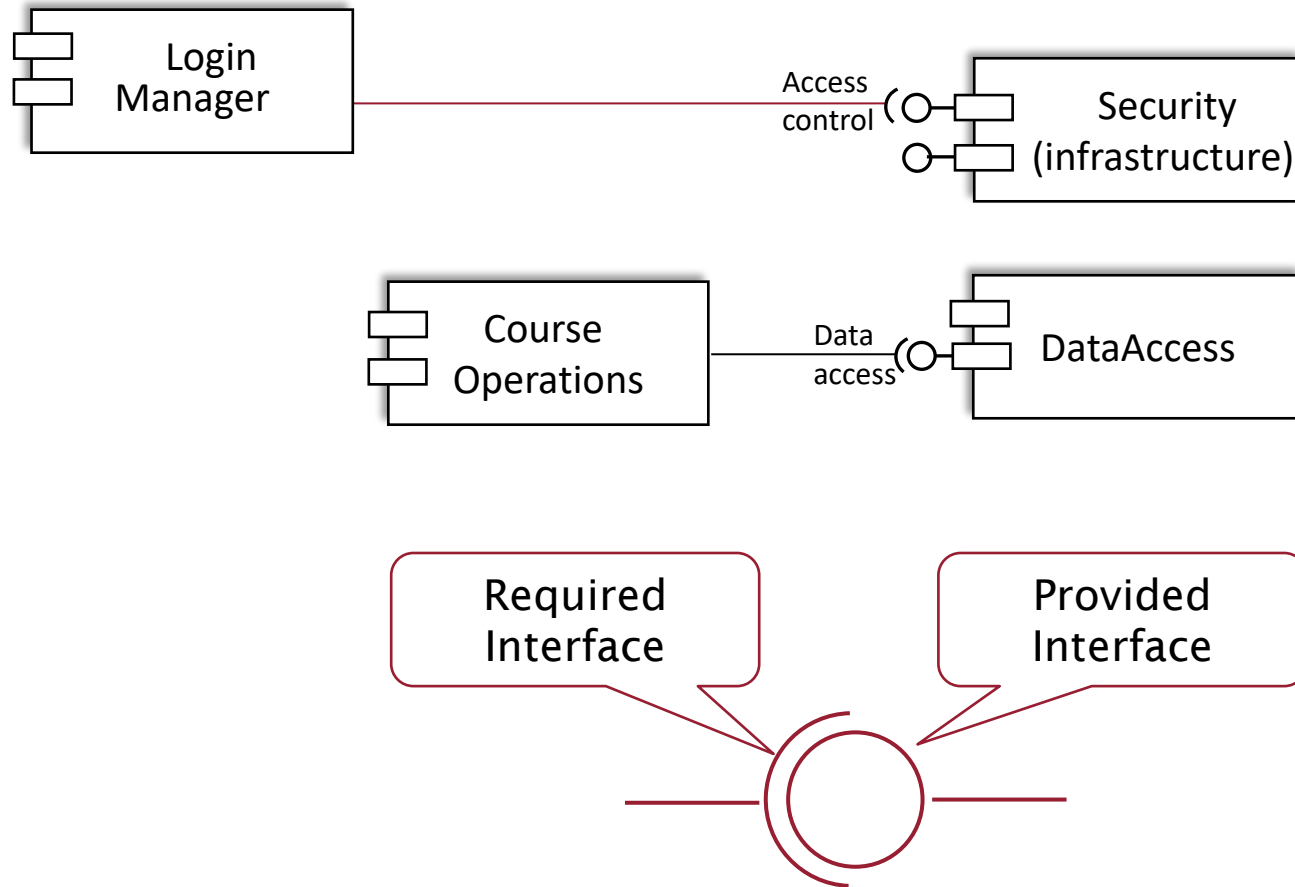 Login
Manager
Access
control
Security
(infrastructure)
Course
Operations
Data
access
DataAccess
Required
Interface
Provided
Interface